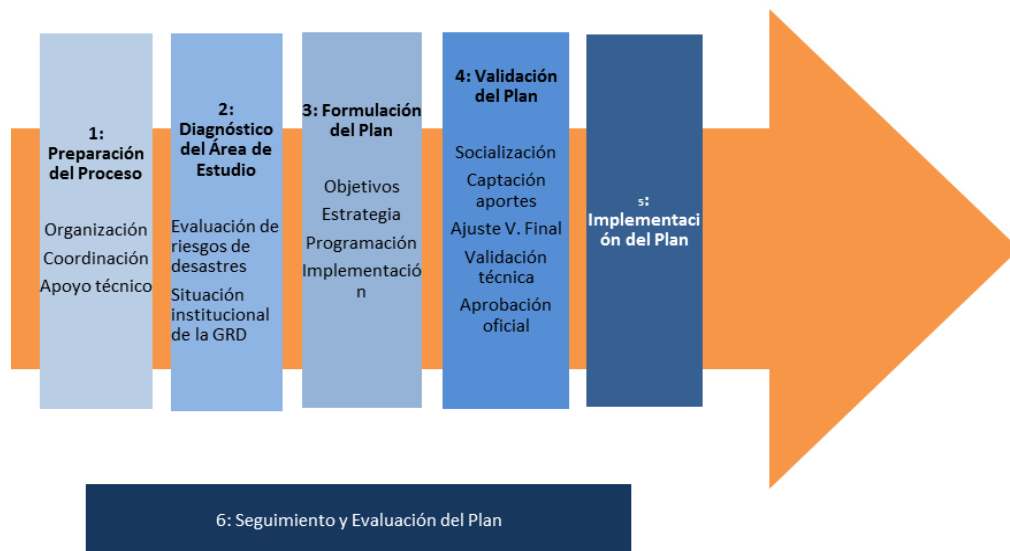 1:
Preparación
del Proceso
Organización
Coordinación
Apoyo técnico
2:
Diagnóstico
del Área de
Estudio
Evaluación de
riesgos de
desastres
Situación
institucional
de la GRD
3: Formulación
del Plan
Objetivos
Estrategia
Programación
Implementació
n
4: Validación
del Plan
Socialización
Captación
aportes
Ajuste V. Final
Validación
técnica
Aprobación
oficial
5:
Implementaci
ón del Plan
6: Seguimiento y Evaluación del Plan